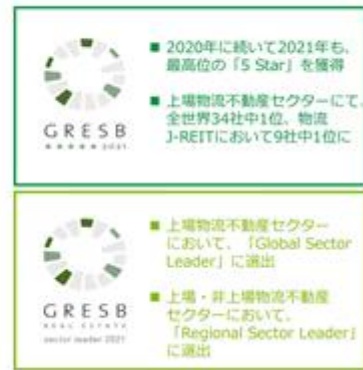 GRESB
★★★★★ 2021
■ 2020年に続いて2021年も、
最高位の「5 Star」を獲得
■ 上場物流不動産セクターにて
全世界34社中1位、物流
J-REITにおいて9社中1位に
GRESB
REAL ESTATE
sector leader 2021
■ 上場物流不動産セクター
において、「Global Sector
Leader」に選出
■ 上場・非上場物流不動産
セクターにおいて、
「Regional Sector Leader」
に選出